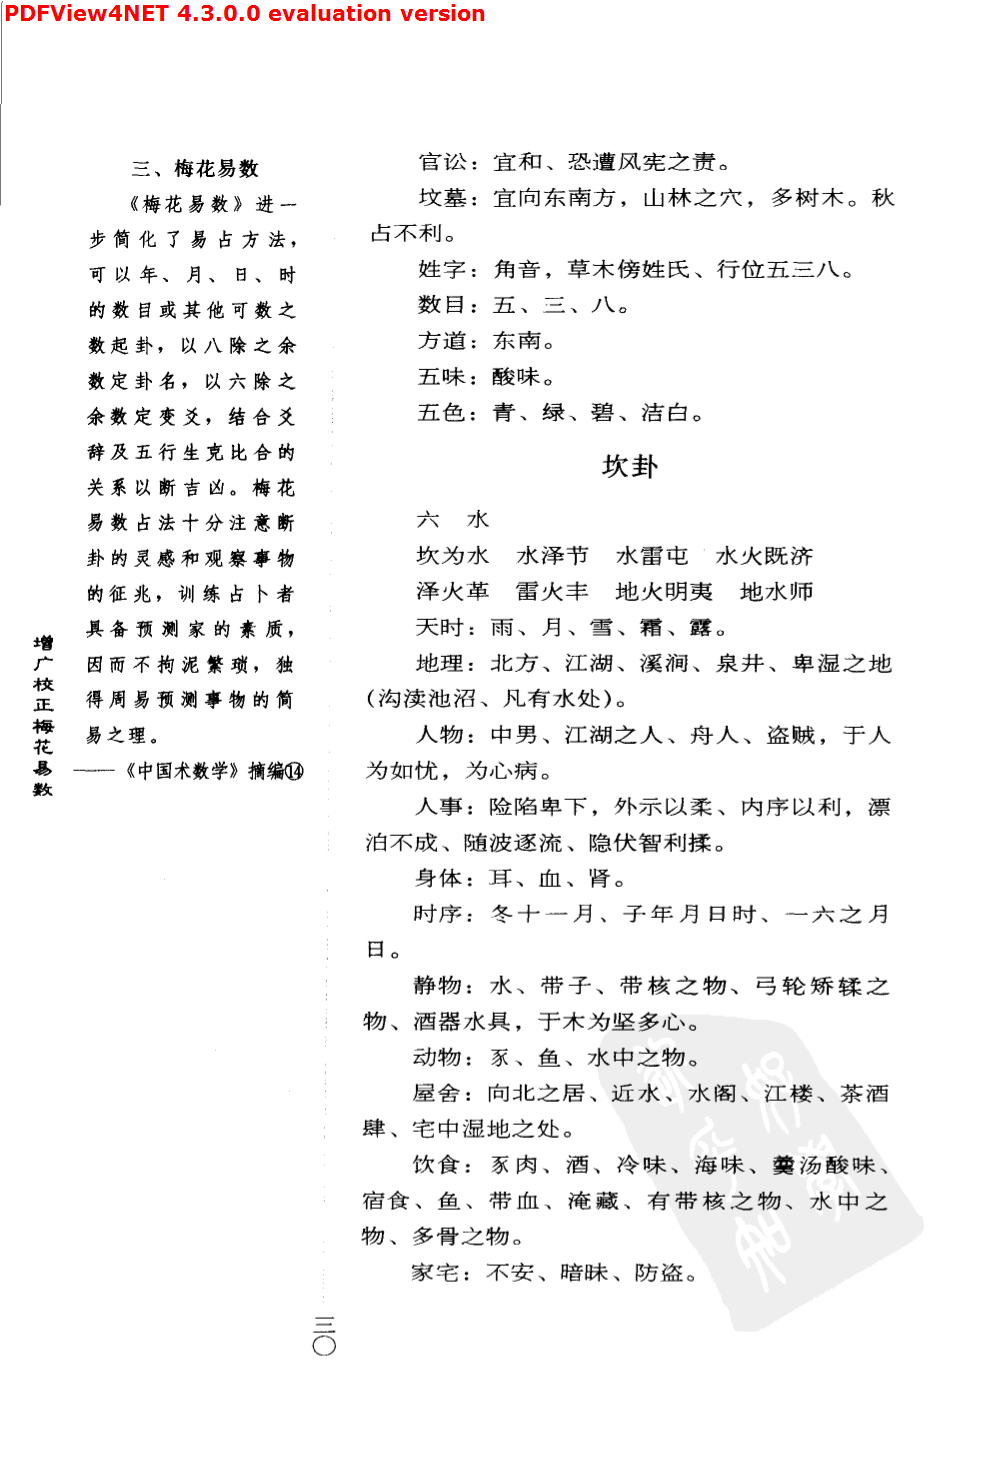 PDFView4NET 4.3.0.0 evaluation version
三、梅花易数
《梅花易数》进一
步简化了易占方法，
可以年、月、日、时
的数目或其他可数之
数起卦，以八除之余
数定卦名，以六除之
余数定变爻，结合爻
辞及五行生克比合的
关系以断吉凶。梅花
易数占法十分注意断
卦的灵感和观察事物
的征兆，训练占卜者
具备预测家的素质，
因而不拘泥繁琐，独
得周易预测事物的简
易之理。
——《中国术数学》摘编⑭
增广校正梅花易数
官讼：宜和、恐遭风宪之责。
坟墓：宜向东南方，山林之穴，多树木。秋
占不利。
姓字：角音，草木傍姓氏、行位五三八。
数目：五、三、八。
方道：东南。
五味：酸味。
五色：青、绿、碧、洁白。
坎卦
六　水
坎为水　水泽节　水雷屯　水火既济
泽火革　雷火丰　地火明夷　地水师
天时：雨、月、雪、霜、露。
地理：北方、江湖、溪涧、泉井、卑湿之地
(沟渎池沼、凡有水处)。
人物：中男、江湖之人、舟人、盗贼，于人
为如忧，为心病。
人事：险陷卑下，外示以柔、内序以利，漂
泊不成、随波逐流、隐伏智利揉。
身体：耳、血、肾。
时序：冬十一月、子年月日时、一六之月
日。
静物：水、带子、带核之物、弓轮矫輮之
物、酒器水具，于木为坚多心。
动物：豕、鱼、水中之物。
屋舍：向北之居、近水、水阁、江楼、茶酒
肆、宅中湿地之处。
饮食：豕肉、酒、冷味、海味、羹汤酸味、
宿食、鱼、带血、淹藏、有带核之物、水中之
物、多骨之物。
家宅：不安、暗昧、防盗。
三〇